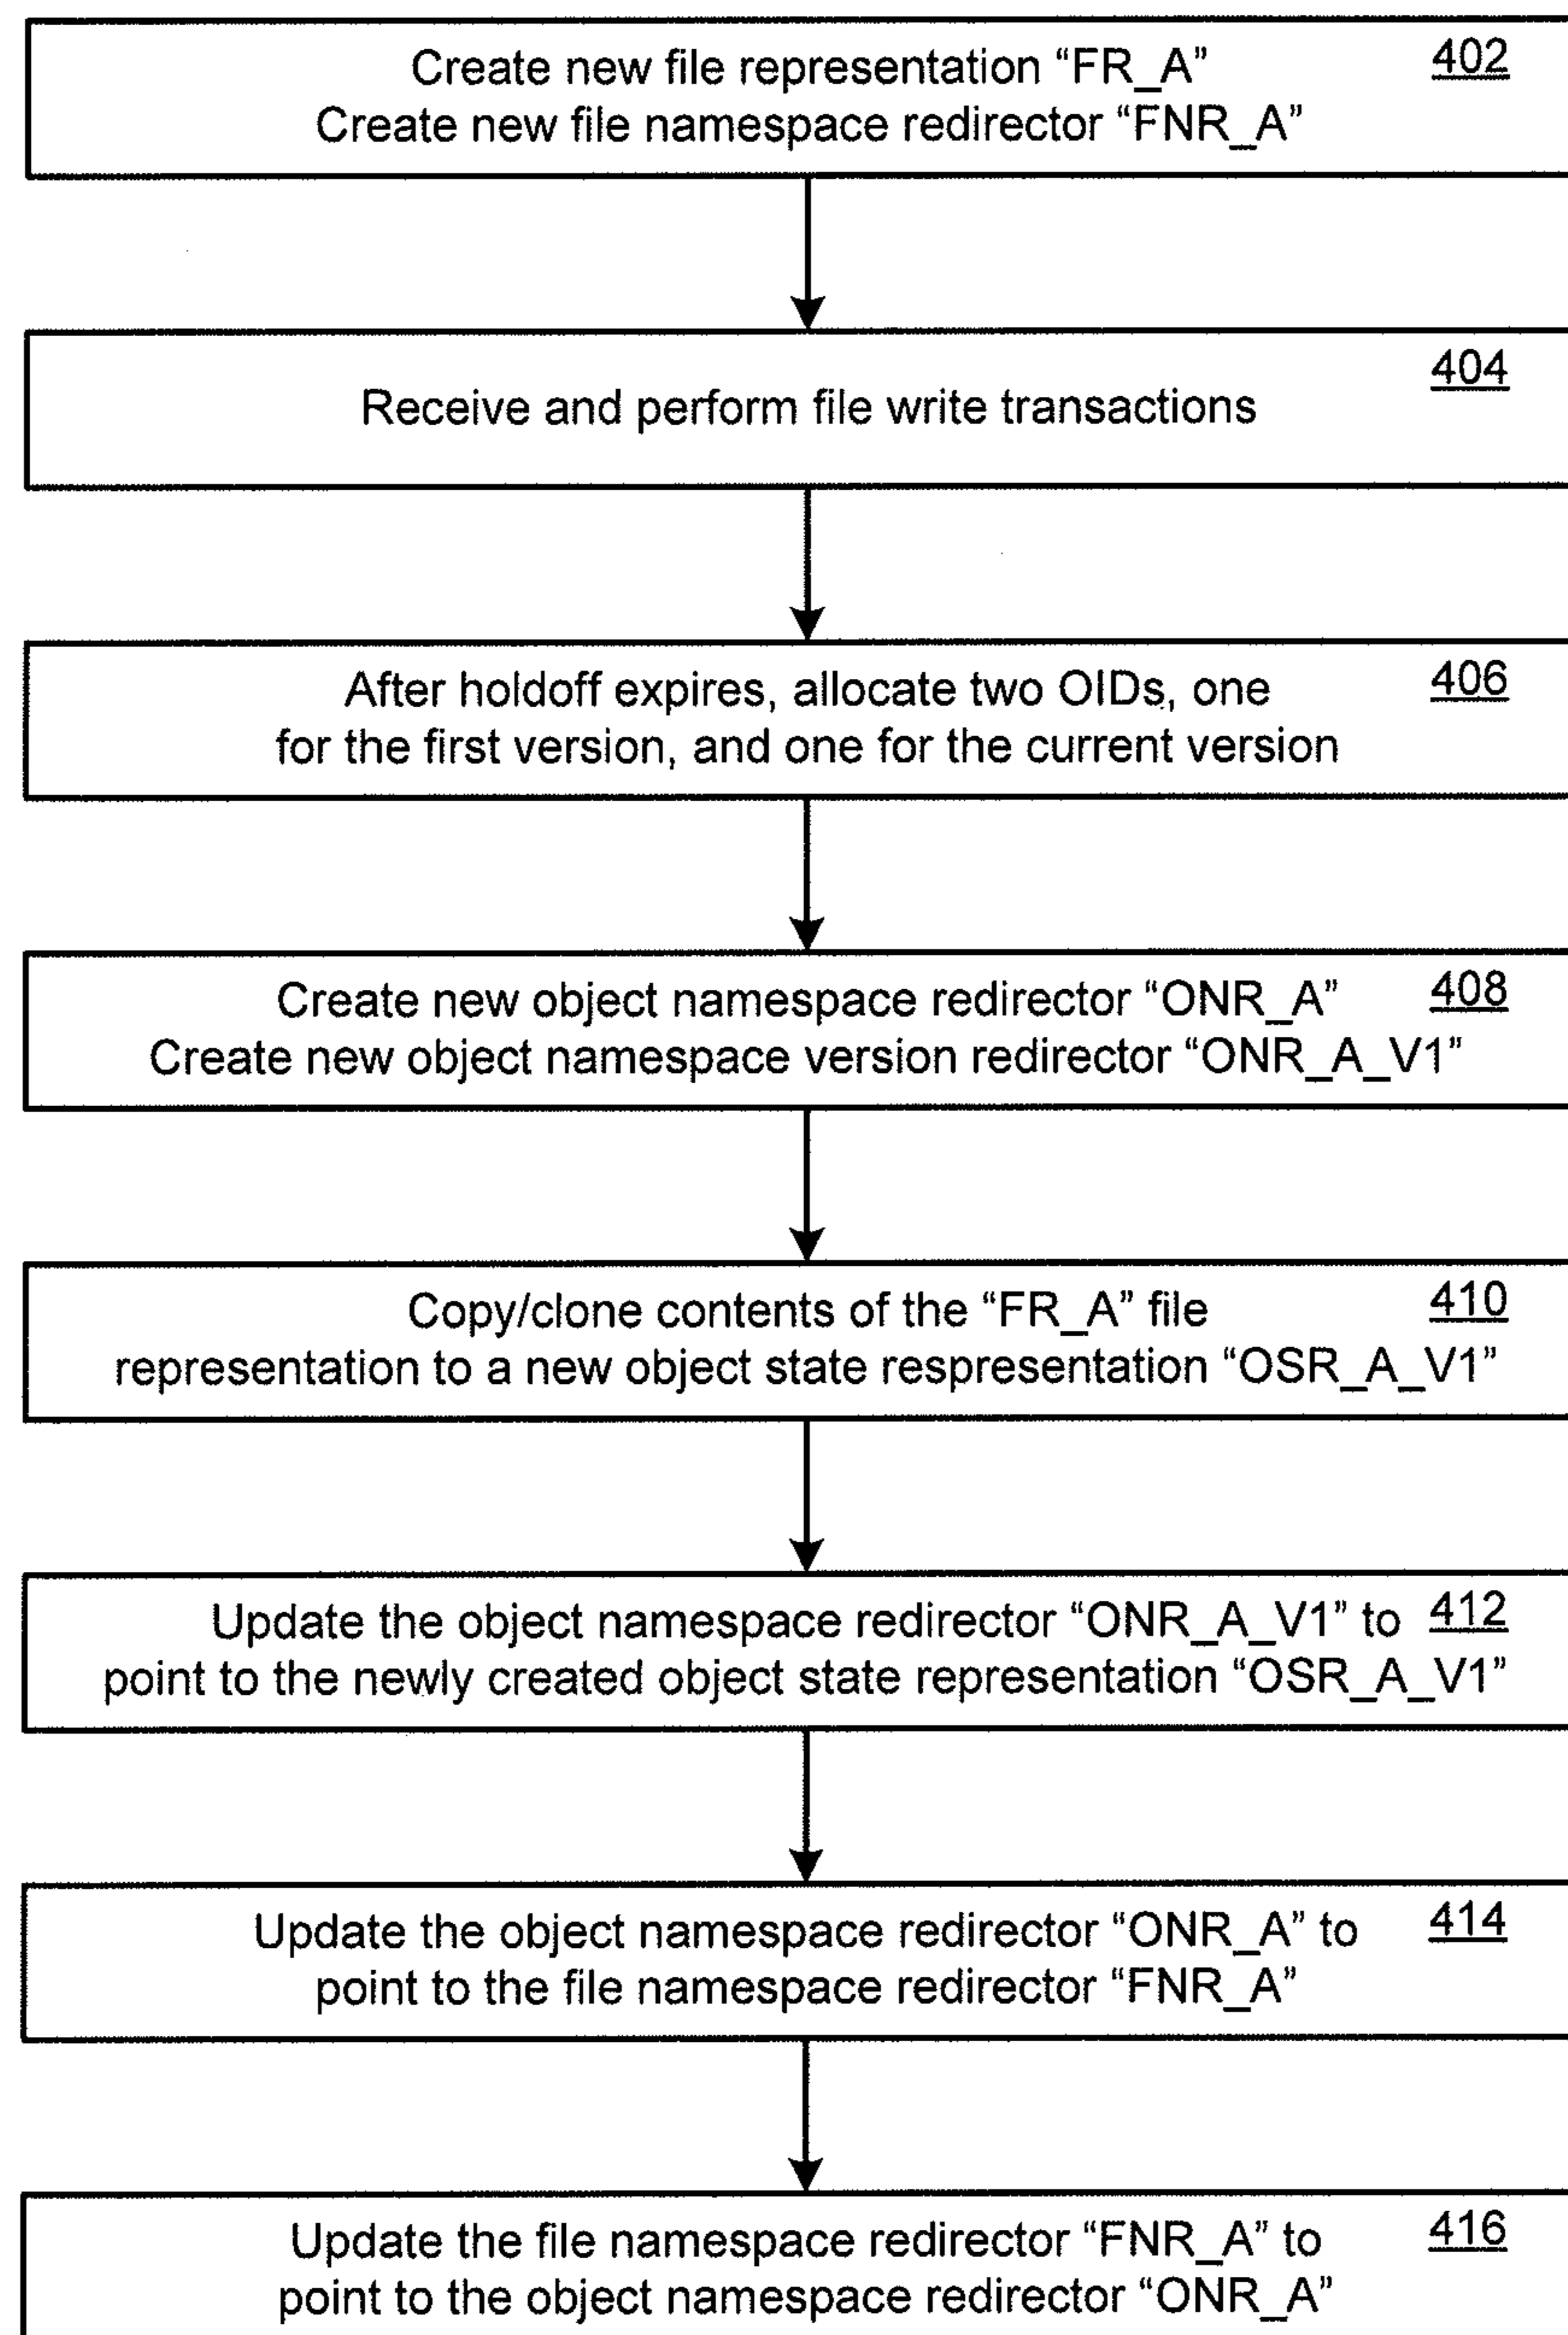 Create new file representation “FR_A” 402
Create new file namespace redirector “FNR_A”
Receive and perform file write transactions 404
After holdoff expires, allocate two OIDs, one 406
for the first version, and one for the current version
Create new object namespace redirector “ONR_A” 408
Create new object namespace version redirector “ONR_A_V1”
Copy/clone contents of the “FR_A” file 410
representation to a new object state respresentation “OSR_A_V1”
Update the object namespace redirector “ONR_A_V1” to 412
point to the newly created object state representation “OSR_A_V1”
Update the object namespace redirector “ONR_A” to 414
point to the file namespace redirector “FNR_A”
Update the file namespace redirector “FNR_A” to 416
point to the object namespace redirector “ONR_A”